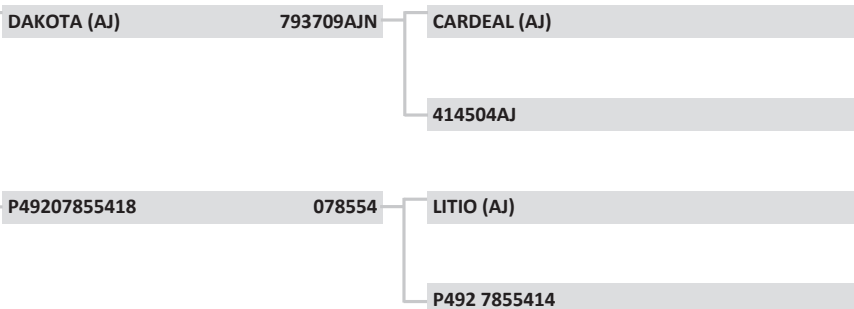 DAKOTA (AJ) 793709AJN CARDEAL (AJ)
414504AJ
P49207855418 078554 LITIO (AJ)
P492 7855414